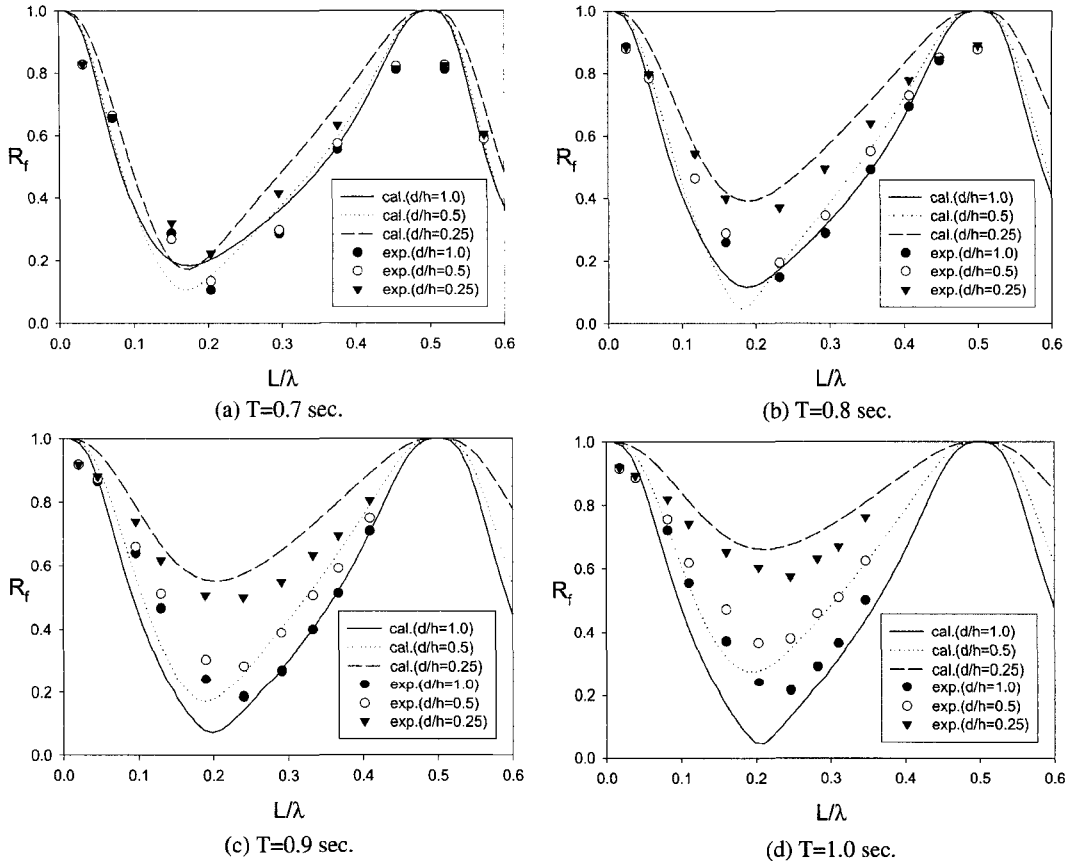 1.0
0.8
0.6
0.4
0.2
0.0
Rf
cal.(d/h=1.0)
cal.(d/h=0.5)
cal.(d/h=0.25)
exp.(d/h=1.0)
exp.(d/h=0.5)
exp.(d/h=0.25)
0.0 0.1 0.2 0.3 0.4 0.5 0.6
L/λ
(a) T=0.7 sec.
1.0
0.8
0.6
0.4
0.2
0.0
Rf
cal.(d/h=1.0)
cal.(d/h=0.5)
cal.(d/h=0.25)
exp.(d/h=1.0)
exp.(d/h=0.5)
exp.(d/h=0.25)
0.0 0.1 0.2 0.3 0.4 0.5 0.6
L/λ
(b) T=0.8 sec.
1.0
0.8
0.6
0.4
0.2
0.0
Rf
cal.(d/h=1.0)
cal.(d/h=0.5)
cal.(d/h=0.25)
exp.(d/h=1.0)
exp.(d/h=0.5)
exp.(d/h=0.25)
0.0 0.1 0.2 0.3 0.4 0.5 0.6
L/λ
(c) T=0.9 sec.
1.0
0.8
0.6
0.4
0.2
0.0
Rf
cal.(d/h=1.0)
cal.(d/h=0.5)
cal.(d/h=0.25)
exp.(d/h=1.0)
exp.(d/h=0.5)
exp.(d/h=0.25)
0.0 0.1 0.2 0.3 0.4 0.5 0.6
L/λ
(d) T=1.0 sec.